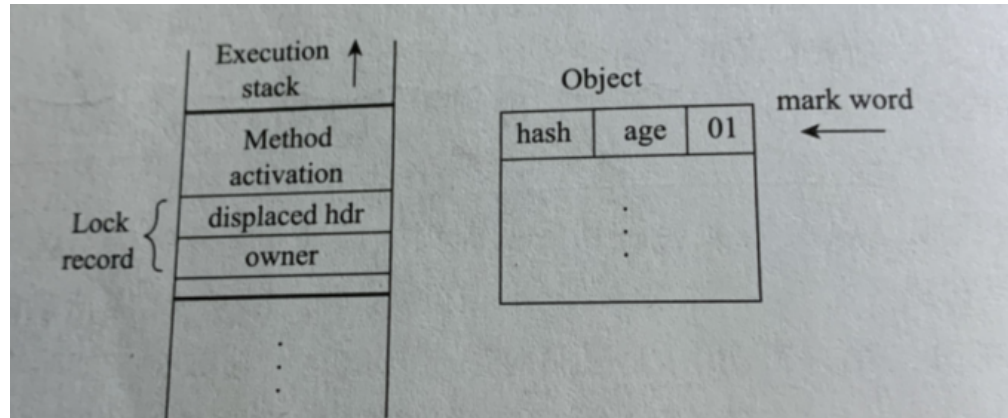 Execution
stack
Method
activation
Lock
record
displaced hdr
owner
Object
mark word
hash age 01